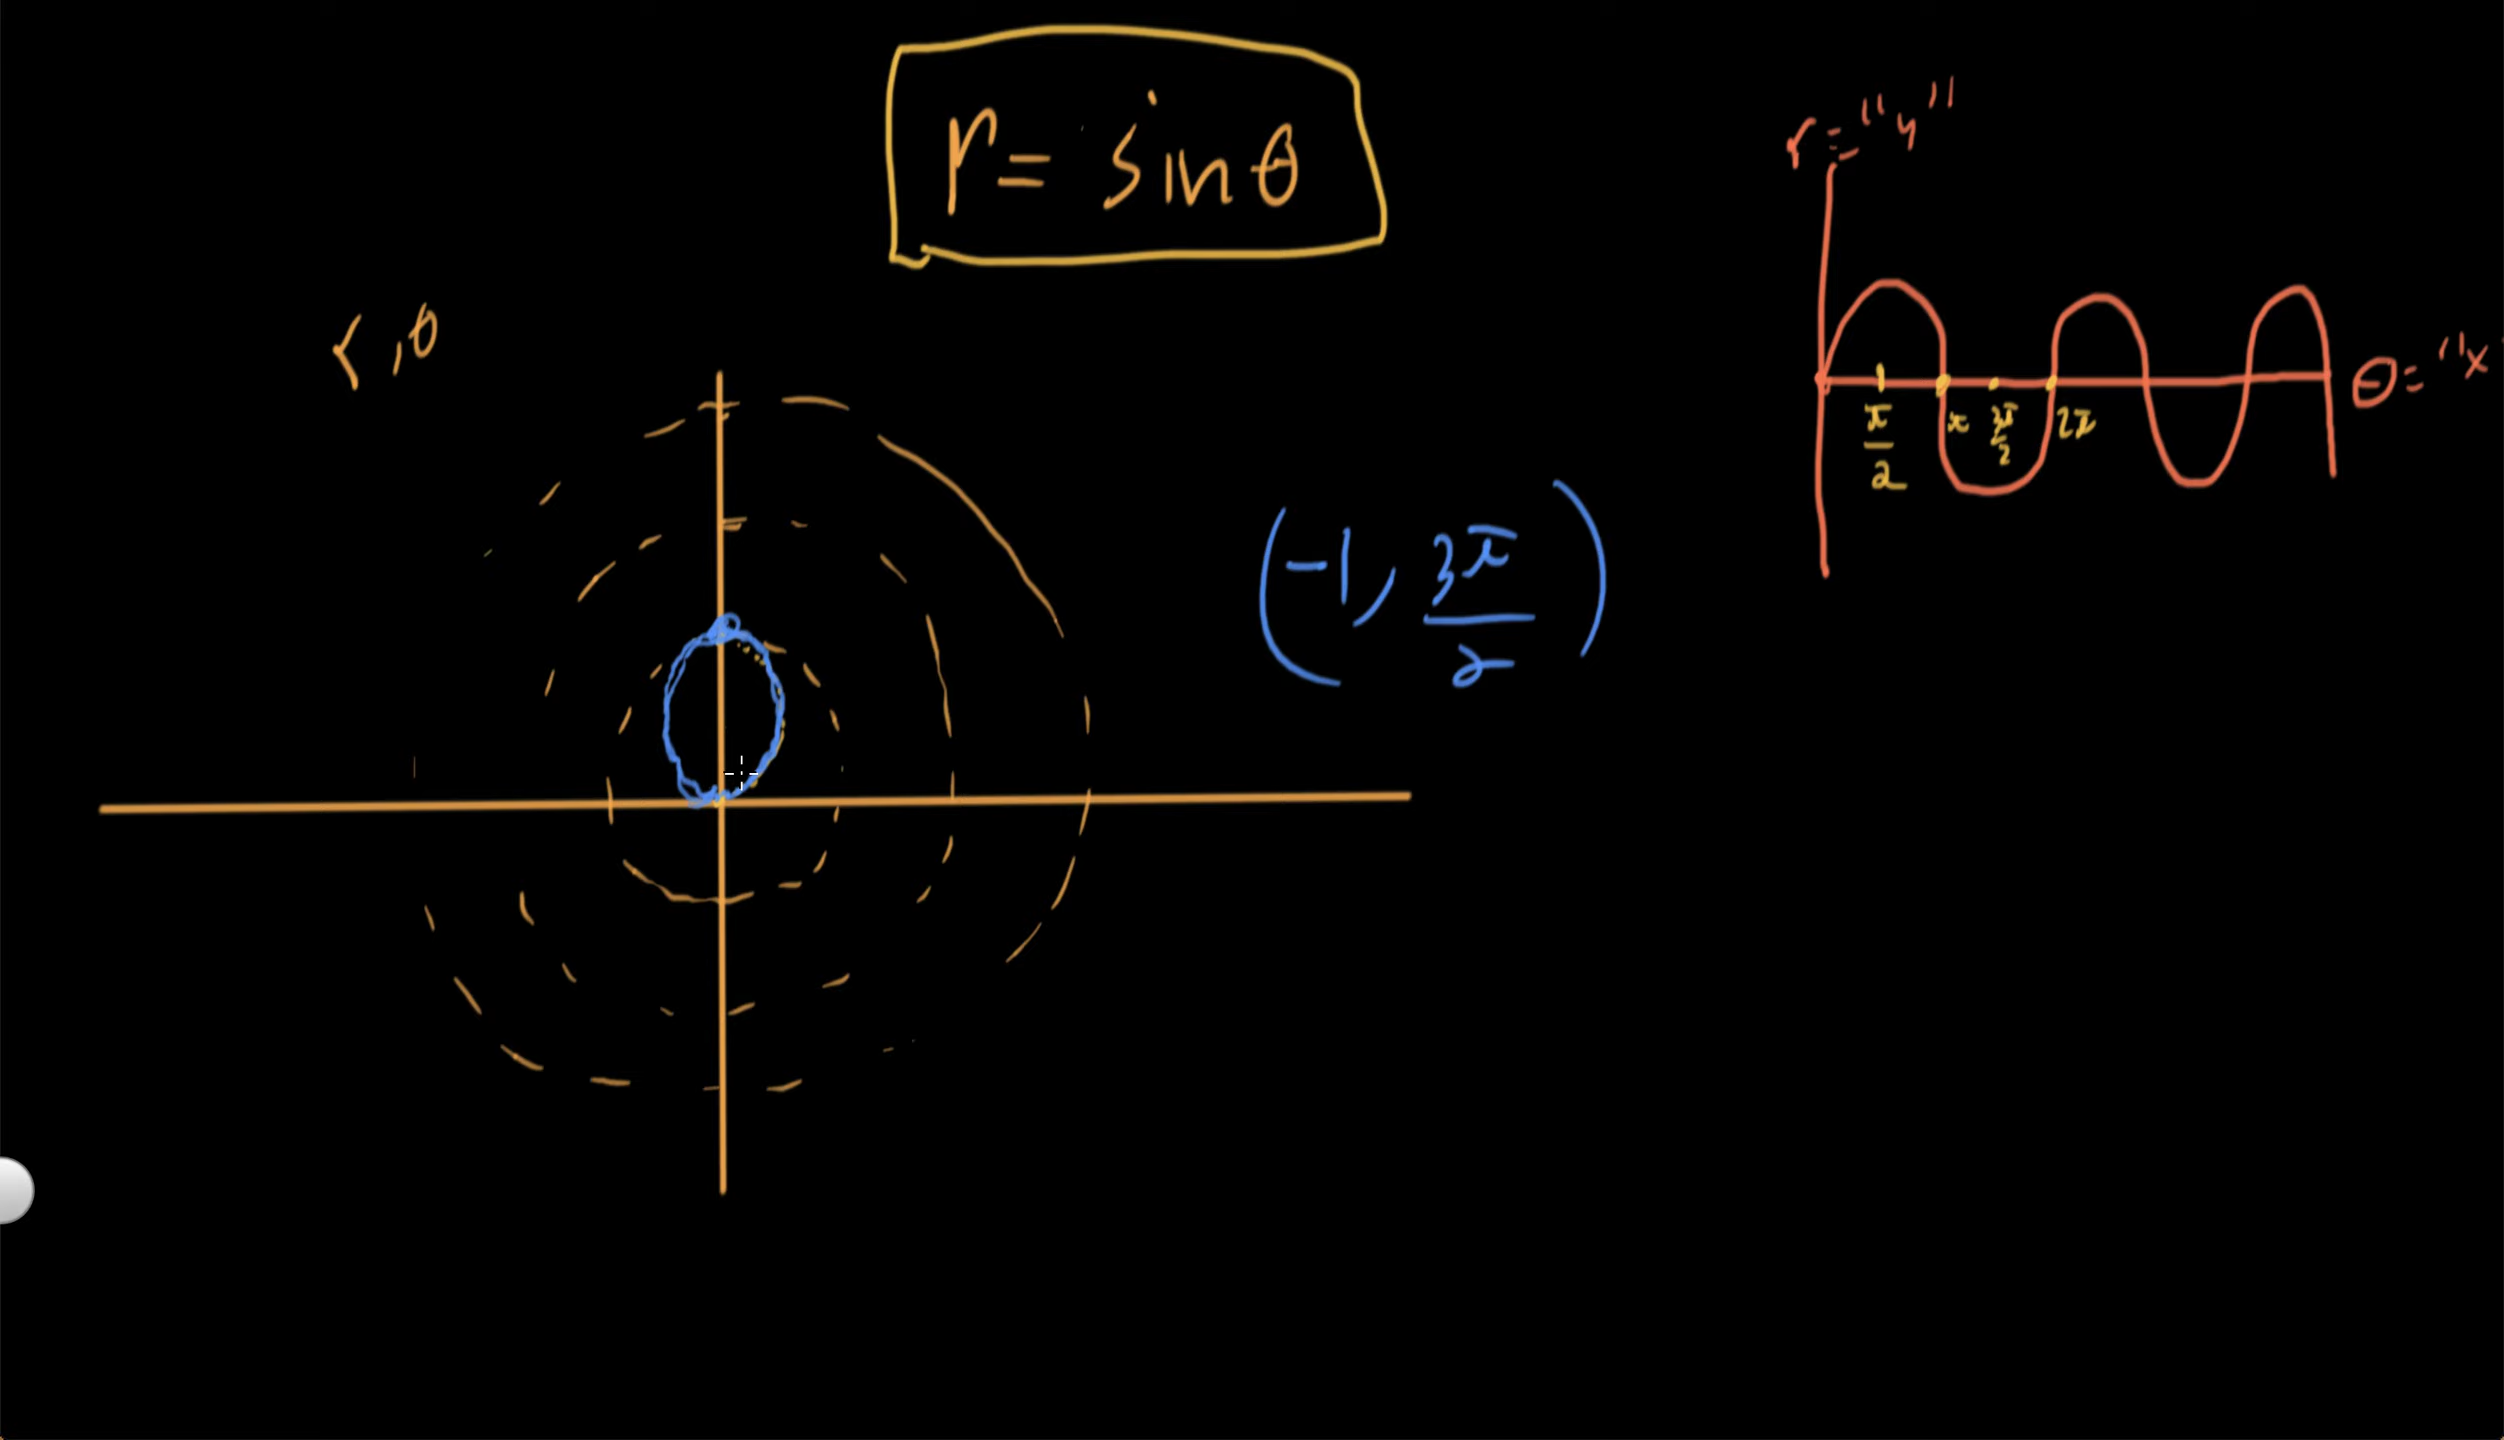 r = sin θ
r = "y"
r, θ
θ = "x
π/2 π 3π/2 2π
(-1, 3π/2)